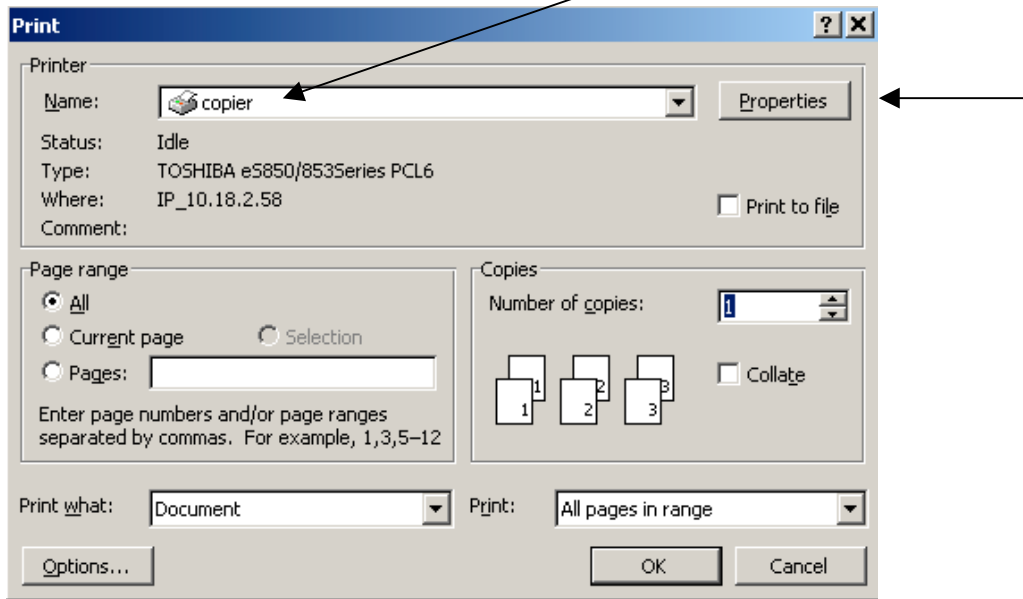 Print
Printer
Name: copier Properties
Status: Idle
Type: TOSHIBA eS850/853Series PCL6
Where: IP_10.18.2.58 Print to file
Comment:
Page range
All
Current page Selection
Pages:
Enter page numbers and/or page ranges
separated by commas. For example, 1,3,5–12
Copies
Number of copies: 1
1 1 2 2 3 3 Collate
Print what: Document Print: All pages in range
Options... OK Cancel